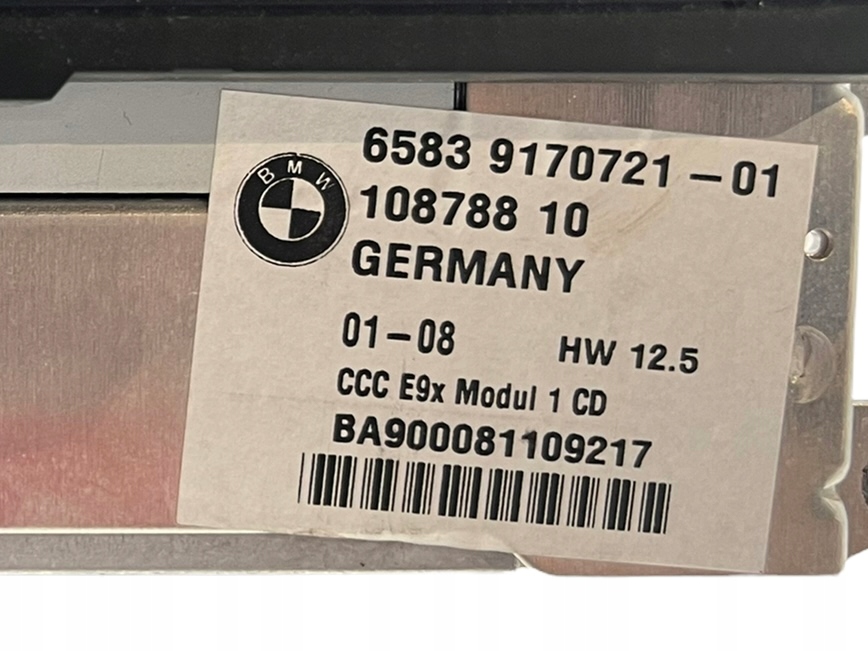 BMW
6583 9170721-01
108788 10
GERMANY
01-08 HW 12.5
CCC E9x Modul 1 CD
BA900081109217